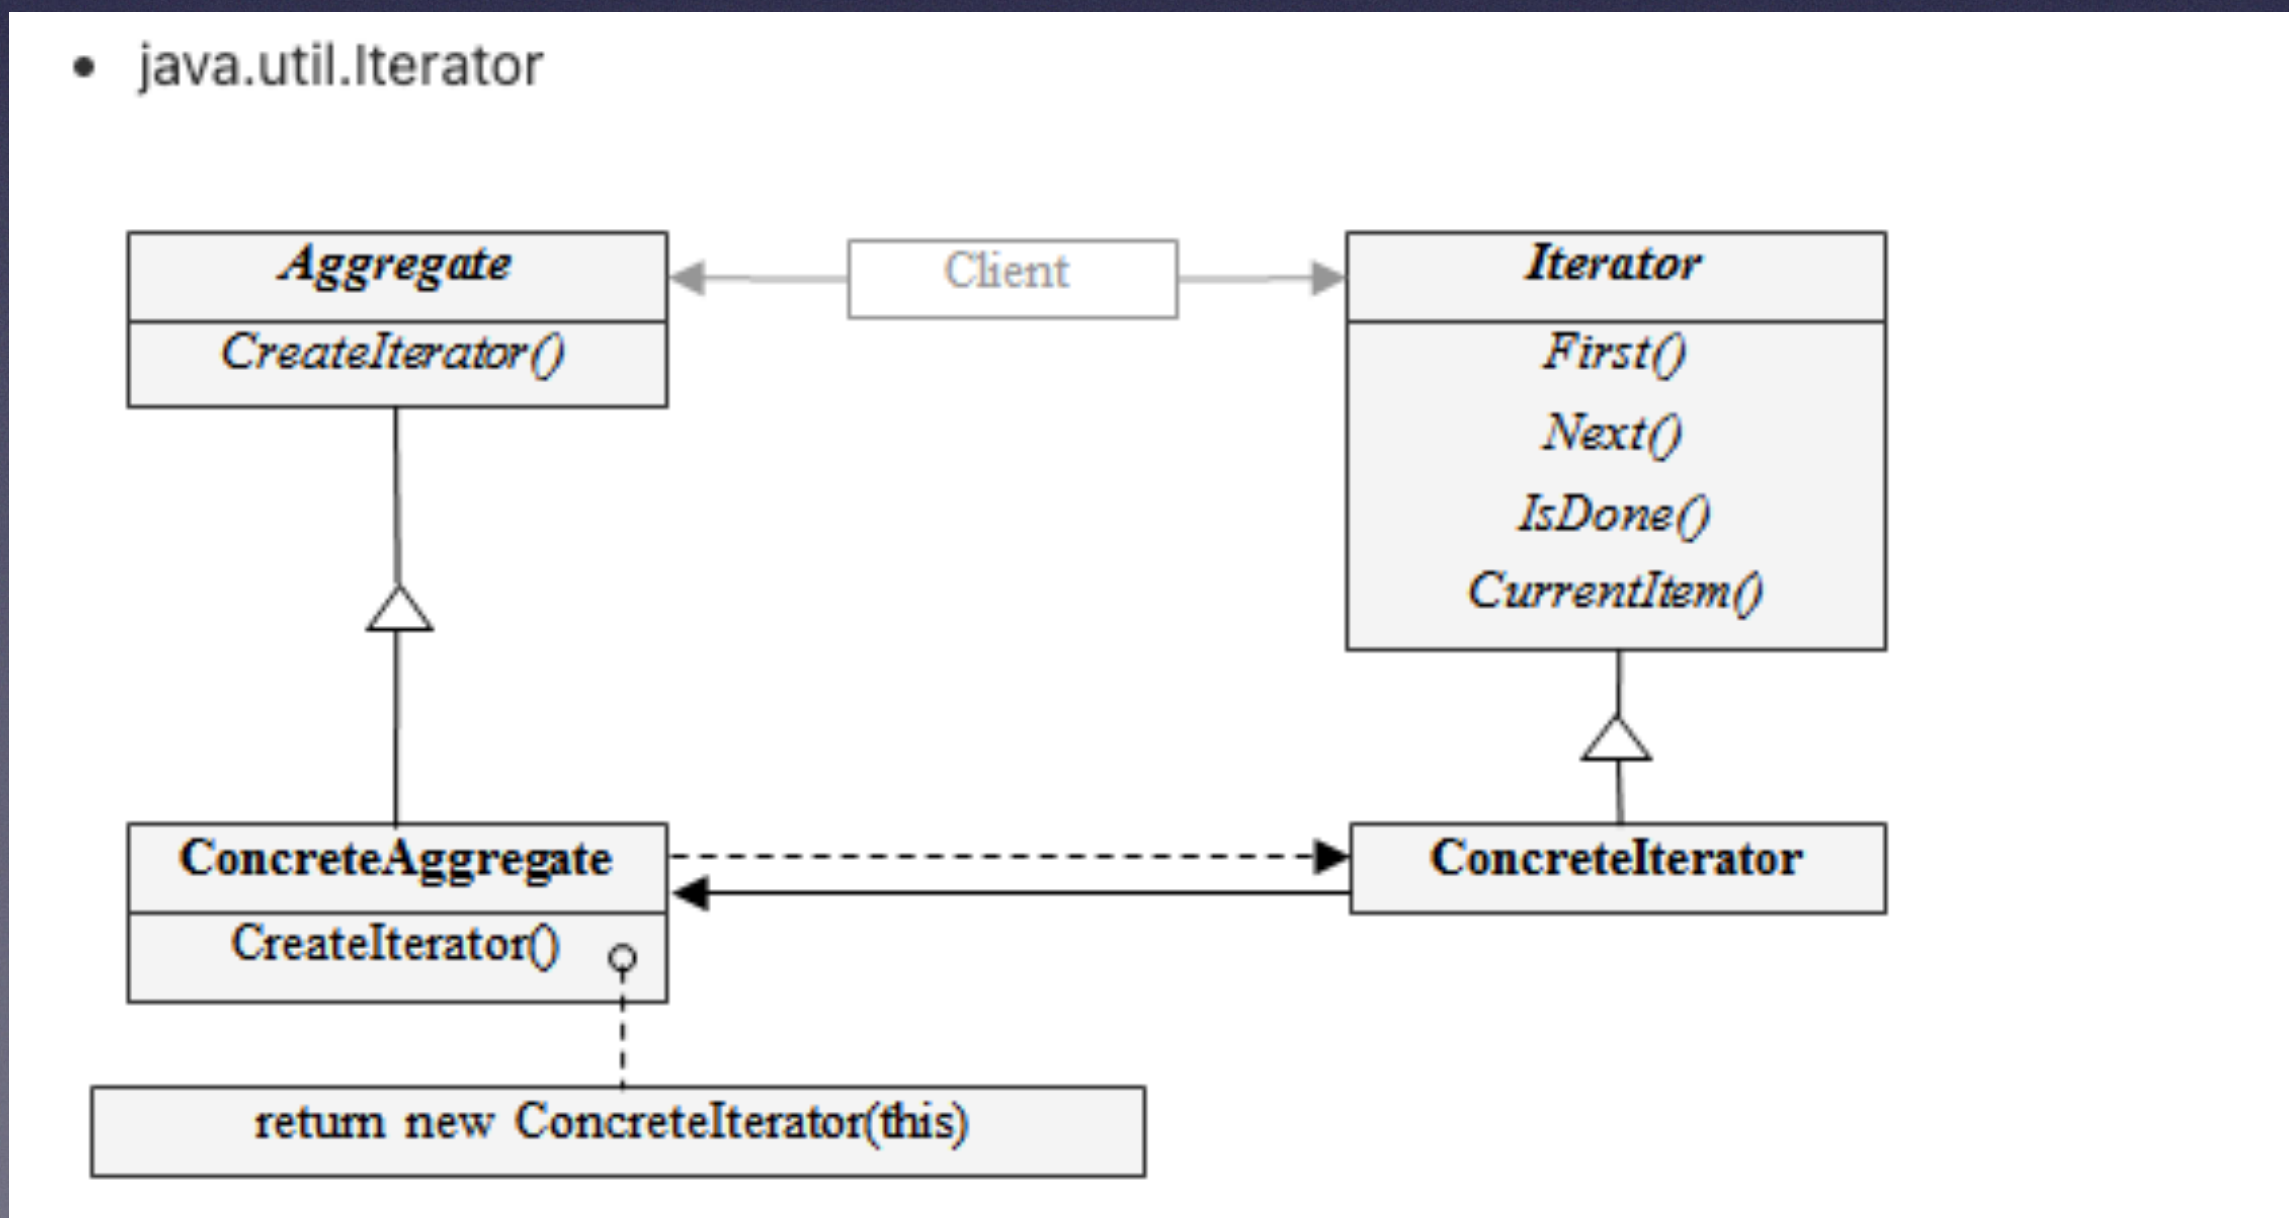 • java.util.Iterator
Aggregate
CreateIterator()
Client
Iterator
First()
Next()
IsDone()
CurrentItem()
ConcreteAggregate
CreateIterator()
ConcreteIterator
return new ConcreteIterator(this)